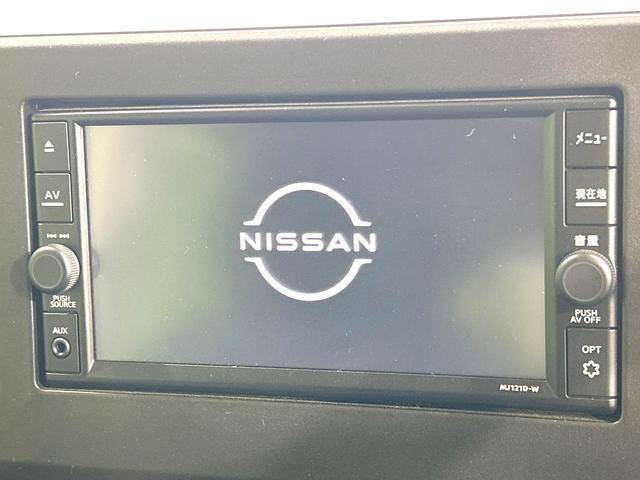 AV
PUSH
SOURCE
AUX
NISSAN
メニュー
現在地
音量
PUSH
AV OFF
OPT
MJ121D-W